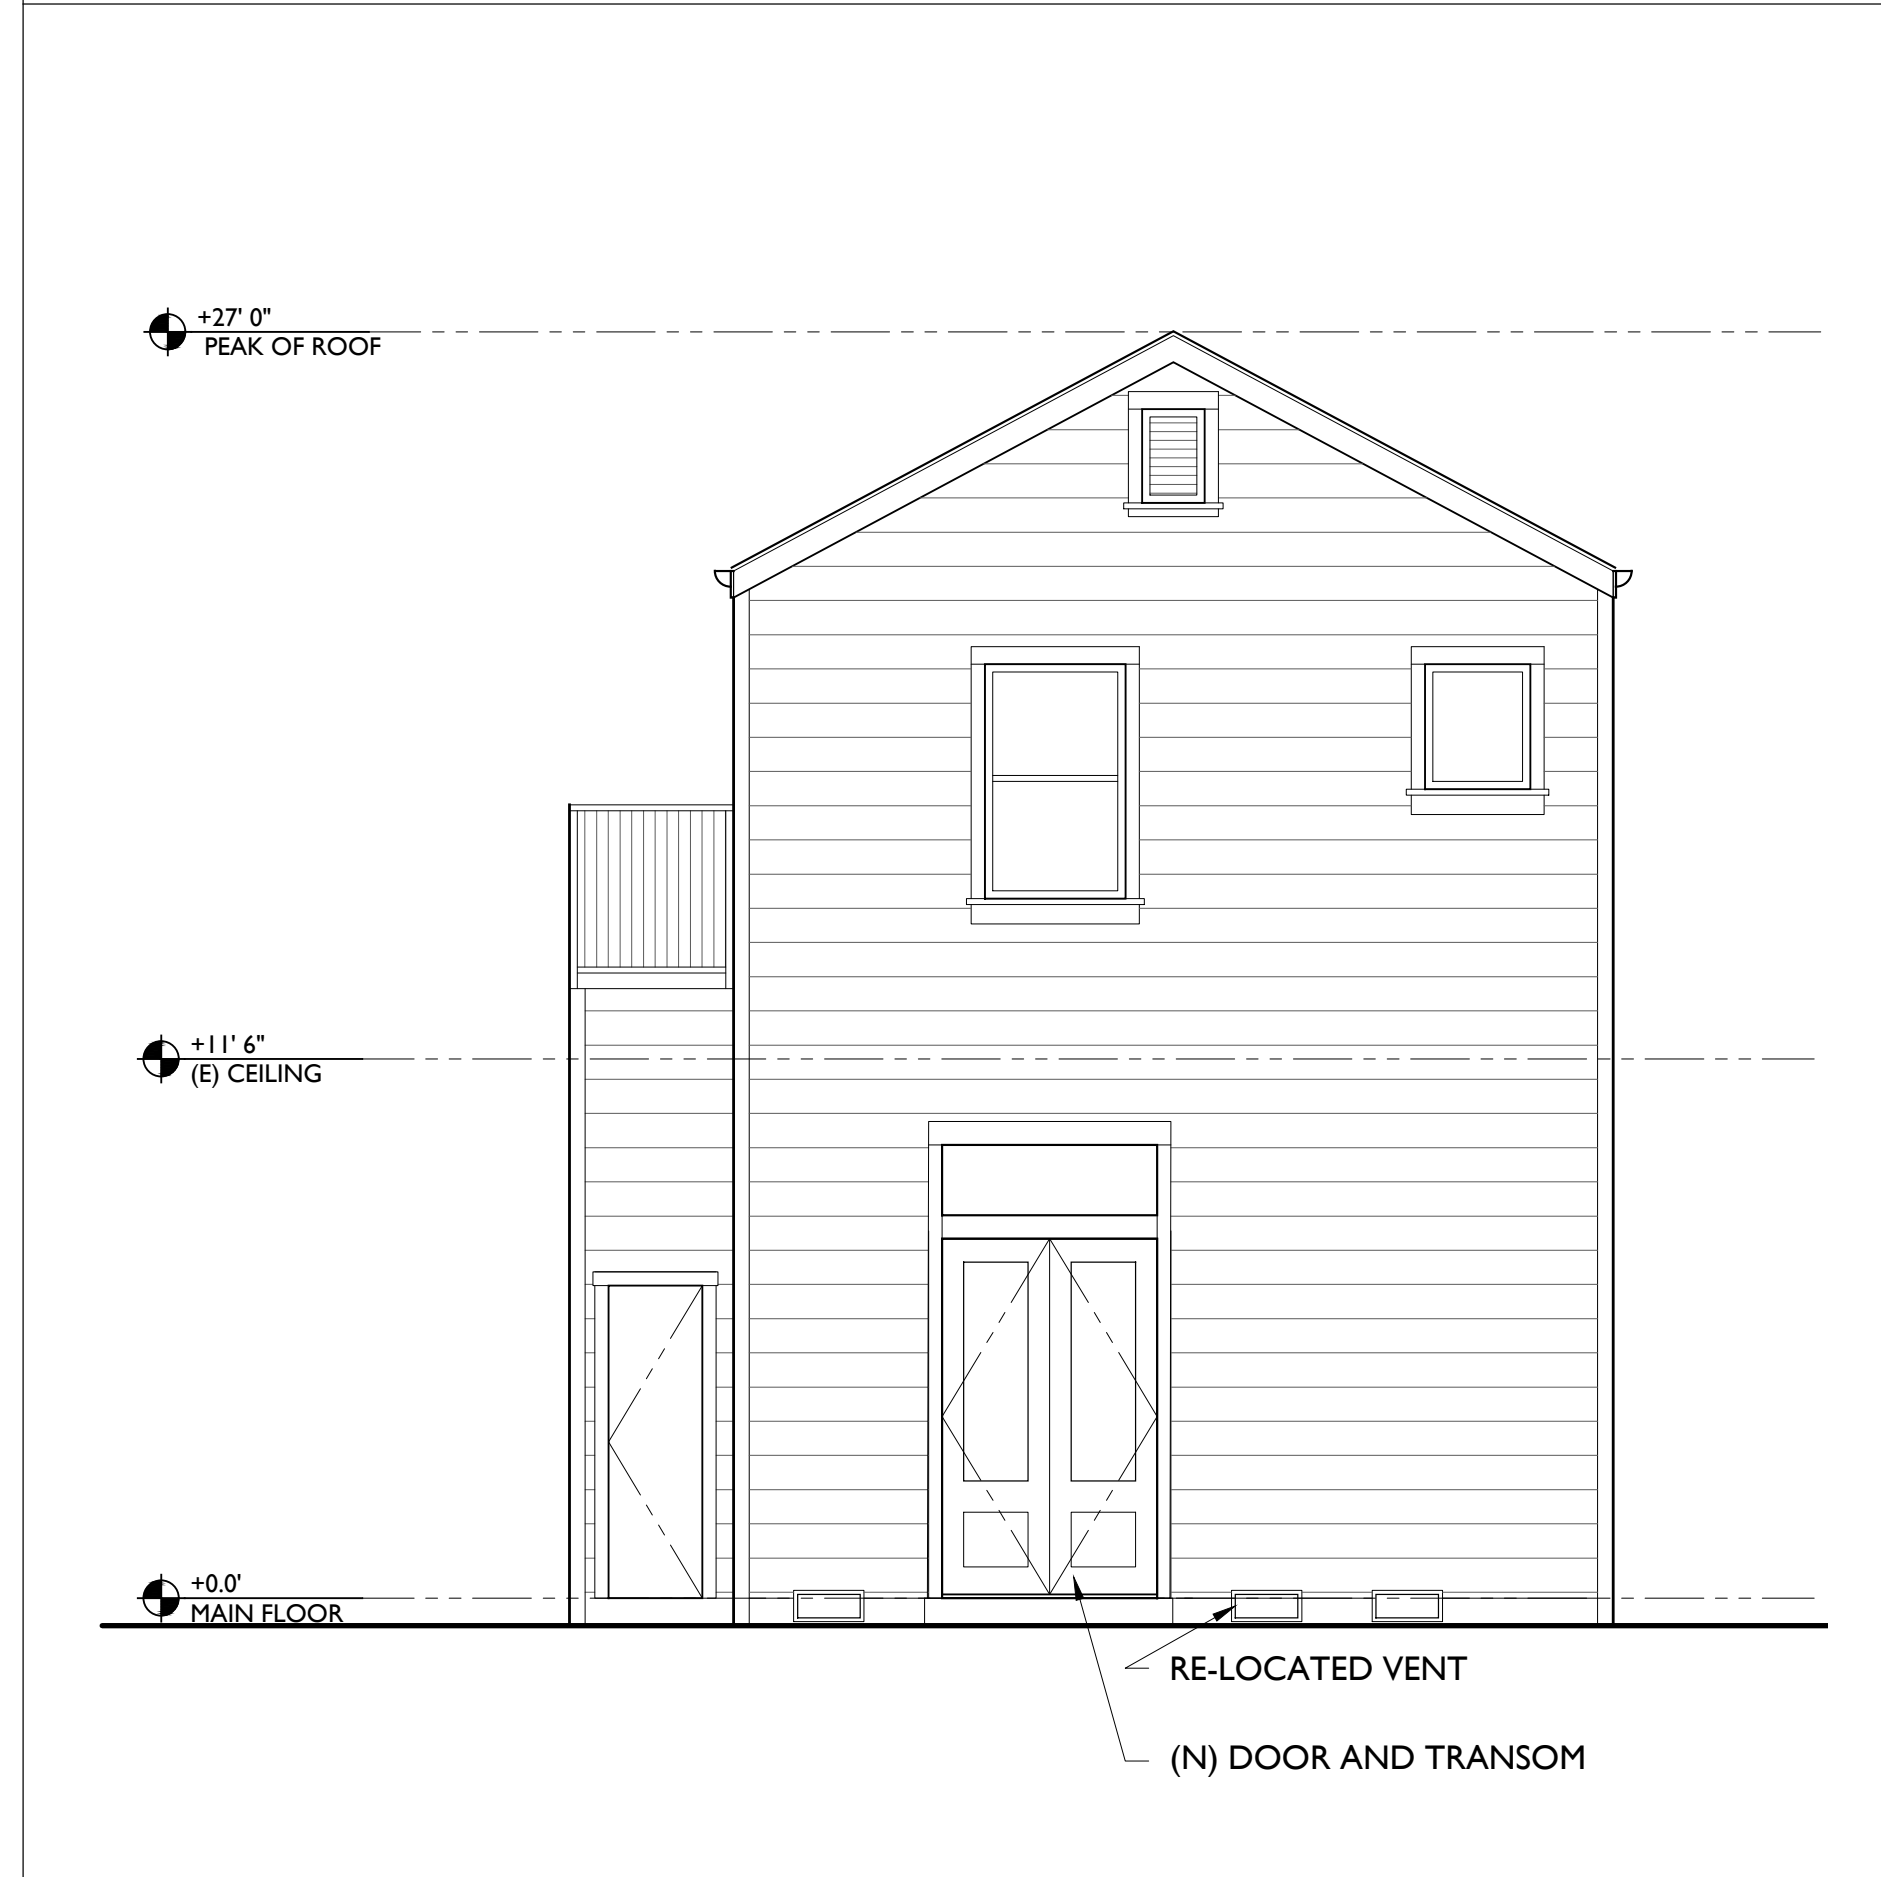 +27' 0"
PEAK OF ROOF
+11' 6"
(E) CEILING
+0.0'
MAIN FLOOR
RE-LOCATED VENT
(N) DOOR AND TRANSOM